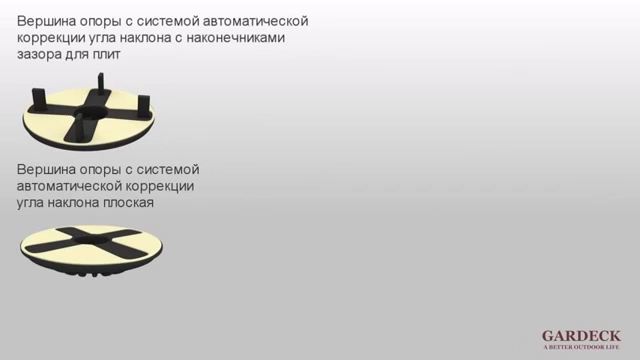 Вершина опоры с системой автоматической
коррекции угла наклона с наконечниками
зазора для плит
Вершина опоры с системой
автоматической коррекции
угла наклона плоская
GARDECK
A BETTER OUTDOOR LIFE